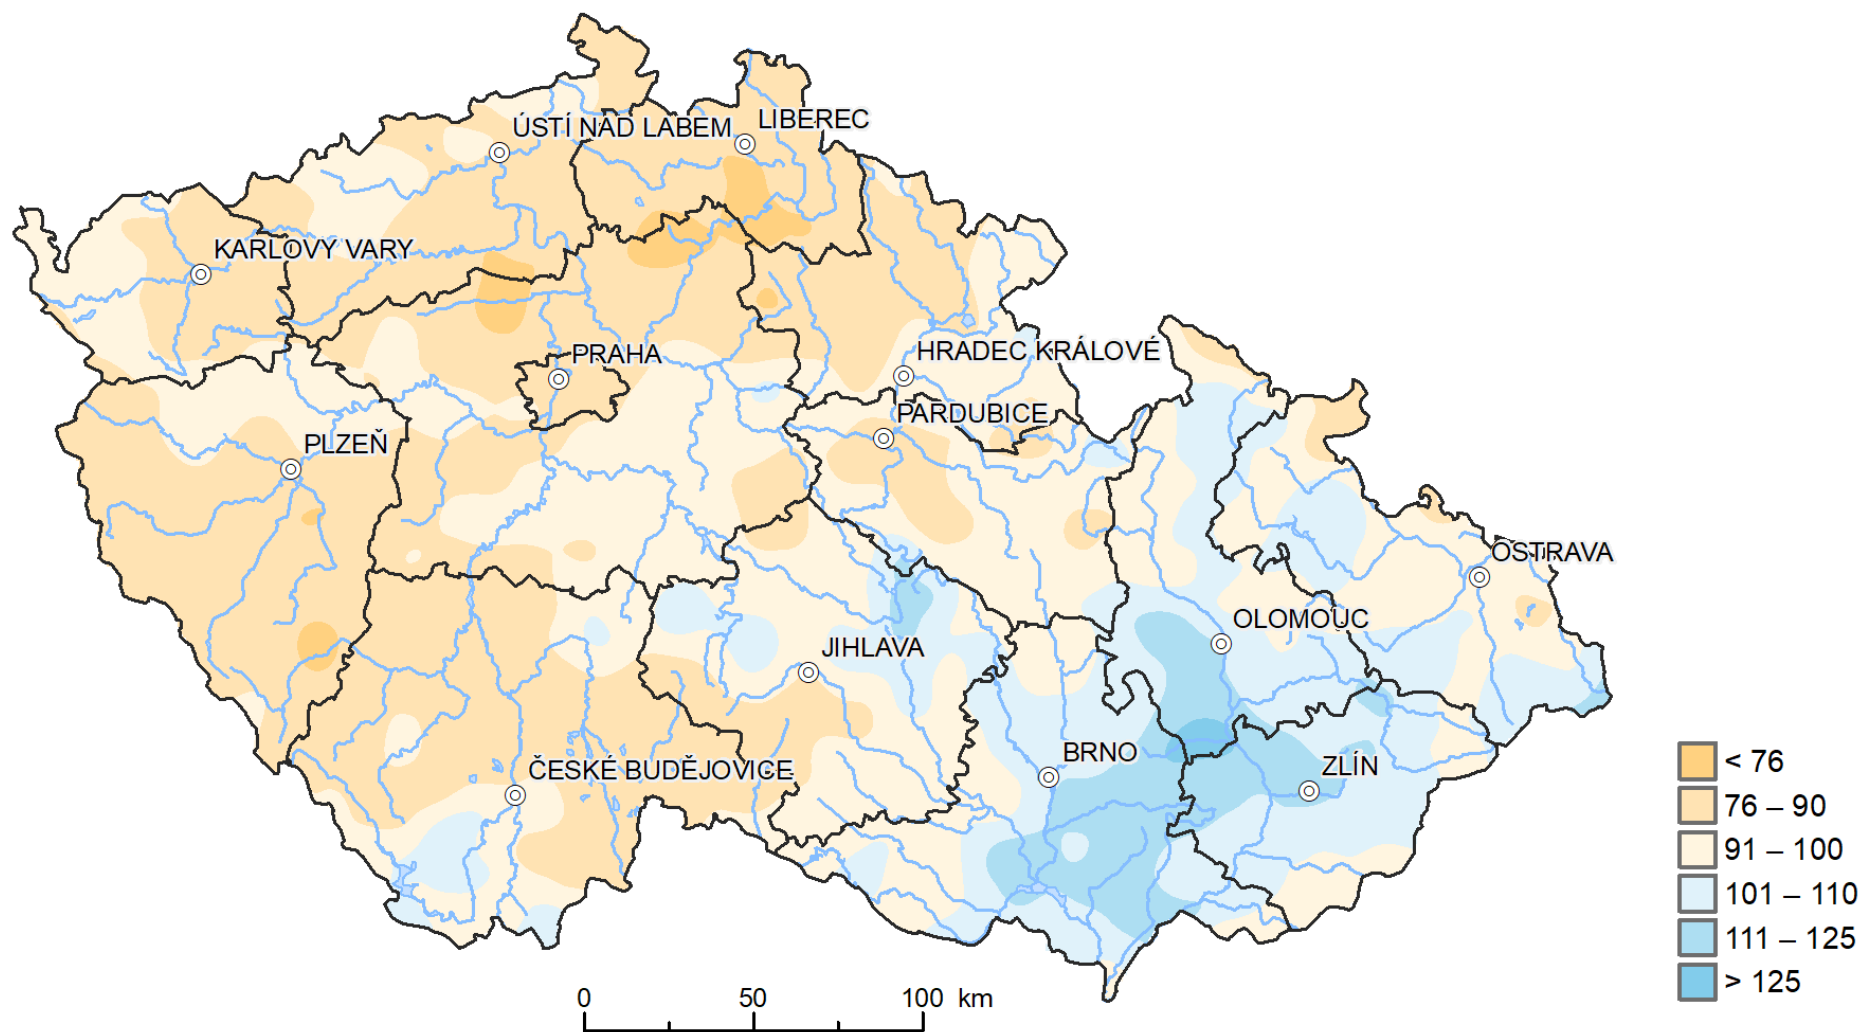 ÚSTÍ NAD LABEM
LIBEREC
KARLOVY VARY
PRAHA
HRADEC KRÁLOVÉ
PARDUBICE
PLZEŇ
OSTRAVA
OLOMOUC
JIHLAVA
BRNO
ZLÍN
ČESKÉ BUDĚJOVICE
< 76
76 – 90
91 – 100
101 – 110
111 – 125
> 125
0 50 100 km